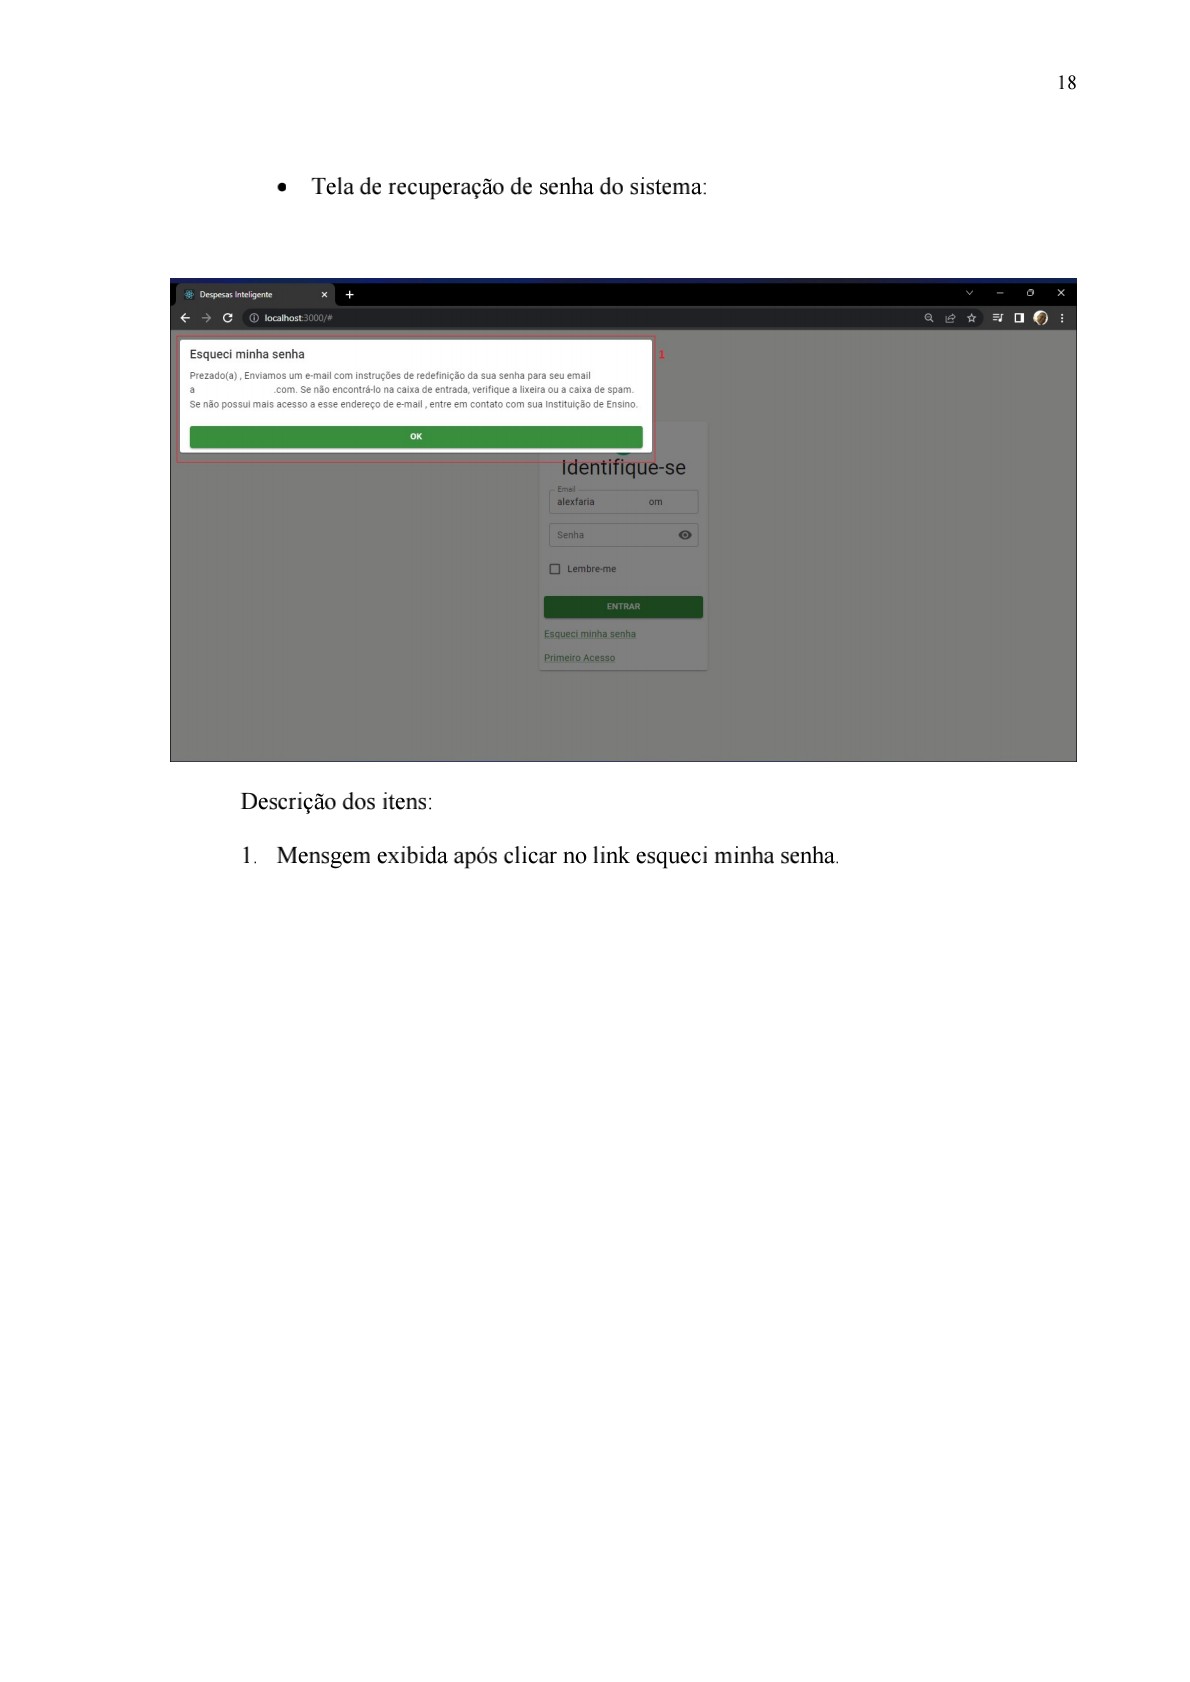 18
• Tela de recuperação de senha do sistema:
Despesas Inteligente
localhost:3000/#
Esqueci minha senha
1
Prezado(a) , Enviamos um e-mail com instruções de redefinição da sua senha para seu email
a .com. Se não encontrá-lo na caixa de entrada, verifique a lixeira ou a caixa de spam.
Se não possui mais acesso a esse endereço de e-mail , entre em contato com sua Instituição de Ensino.
OK
Identifique-se
Email
alexfaria om
Senha
Lembre-me
ENTRAR
Esqueci minha senha
Primeiro Acesso
Descrição dos itens:
1. Mensgem exibida após clicar no link esqueci minha senha.